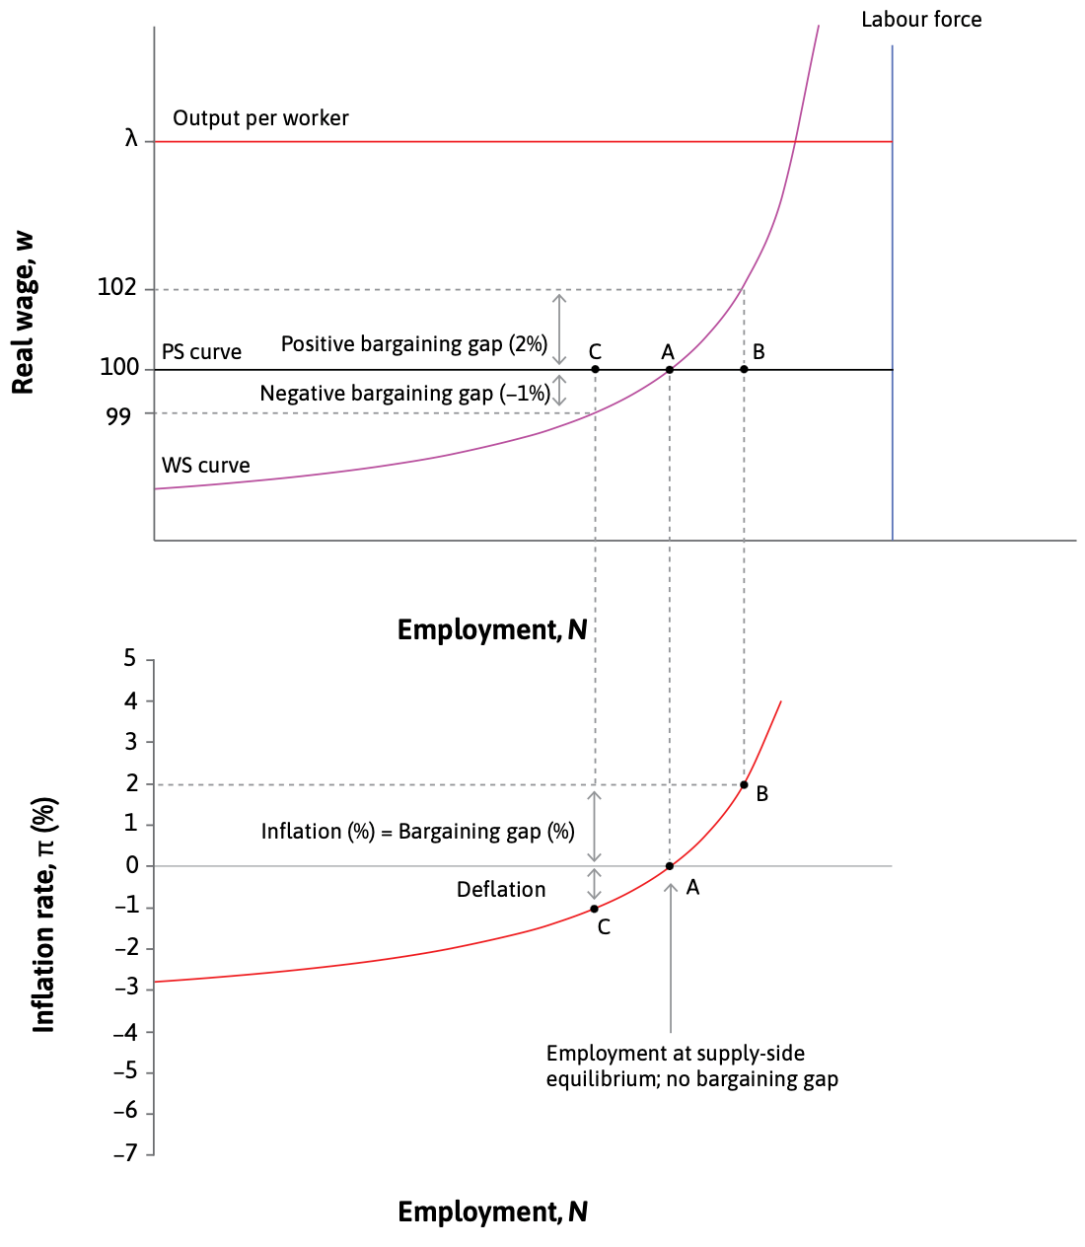 Labour force
Output per worker
λ
Real wage, w
102
Positive bargaining gap (2%)
PS curve
C
A
B
100
Negative bargaining gap (–1%)
99
WS curve
Employment, N
5
4
3
2
B
1
Inflation (%) = Bargaining gap (%)
0
Deflation
A
–1
C
–2
–3
–4
–5
–6
–7
Inflation rate, π (%)
Employment at supply-side
equilibrium; no bargaining gap
Employment, N